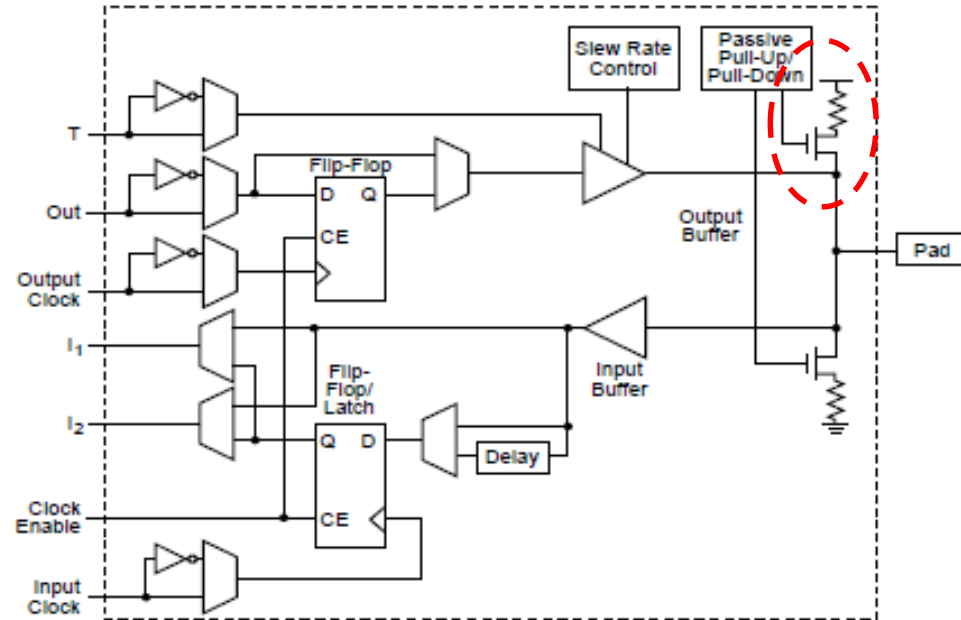 Slew Rate
Control
Passive
Pull-Up/
Pull-Down
T
Flip-Flop
D Q
Out
CE
Output
Buffer
Pad
Output
Clock
I1
Input
Buffer
Flip-
Flop/
Latch
I2
Q D
Delay
Clock
Enable
CE
Input
Clock